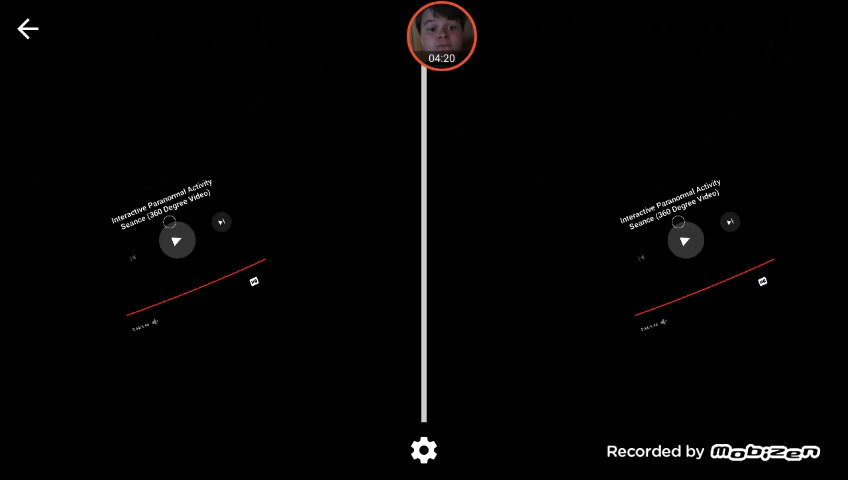 04:20
Interactive Paranormal Activity
Seance (360 Degree Video)
Interactive Paranormal Activity
Seance (360 Degree Video)
Recorded by Mobizen